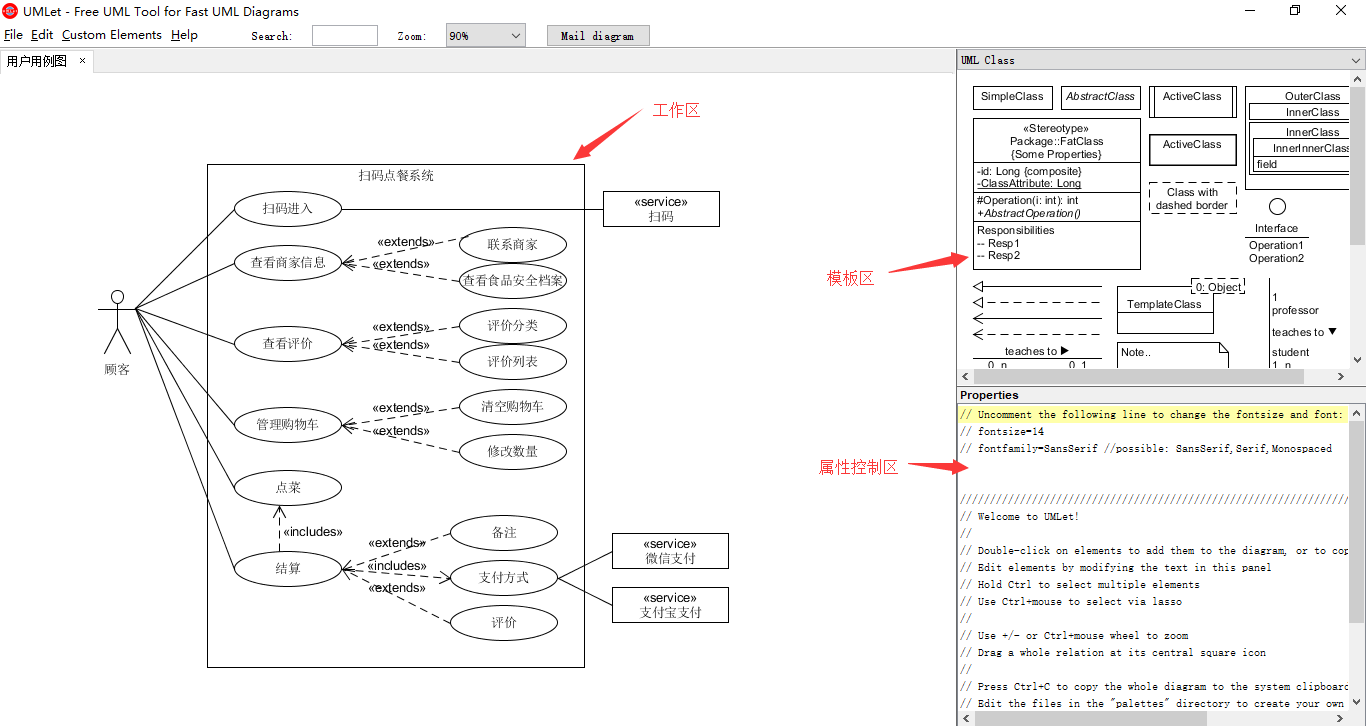 UMLet - Free UML Tool for Fast UML Diagrams
File Edit Custom Elements Help Search: Zoom: 90% Mail diagram
用户用例图 ×
工作区
扫码点餐系统
扫码进入
«service»
扫码
查看商家信息
«extends»
联系商家
«extends»
查看食品安全档案
查看评价
«extends»
评价分类
«extends»
评价列表
顾客
管理购物车
«extends»
清空购物车
«extends»
修改数量
点菜
«includes»
结算
«extends»
备注
«includes»
支付方式
«extends»
评价
«service»
微信支付
«service»
支付宝支付
模板区
属性控制区
UML Class
SimpleClass
AbstractClass
ActiveClass
OuterClass
InnerClass
InnerClass
InnerInnerClass
field
«Stereotype»
Package::FatClass
{Some Properties}
-id: Long {composite}
-ClassAttribute: Long
#Operation(i: int): int
+AbstractOperation()
Responsibilities
-- Resp1
-- Resp2
ActiveClass
Class with
dashed border
Interface
Operation1
Operation2
0: Object
TemplateClass
Note..
1
professor
teaches to ▼
student
1..n
teaches to ▶
0..n 0..1
Properties
// Uncomment the following line to change the fontsize and font:
// fontsize=14
// fontfamily=SansSerif //possible: SansSerif,Serif,Monospaced
////////////////////////////////////////////////////////////////
// Welcome to UMLet!
//
// Double-click on elements to add them to the diagram, or to cop
// Edit elements by modifying the text in this panel
// Hold Ctrl to select multiple elements
// Use Ctrl+mouse to select via lasso
//
// Use +/- or Ctrl+mouse wheel to zoom
// Drag a whole relation at its central square icon
//
// Press Ctrl+C to copy the whole diagram to the system clipboard
// Edit the files in the "palettes" directory to create your own